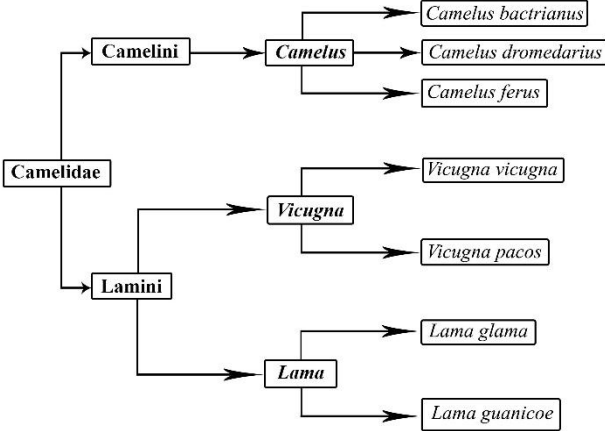 Camelidae
Camelini
Camelus
Camelus bactrianus
Camelus dromedarius
Camelus ferus
Lamini
Vicugna
Vicugna vicugna
Vicugna pacos
Lama
Lama glama
Lama guanicoe